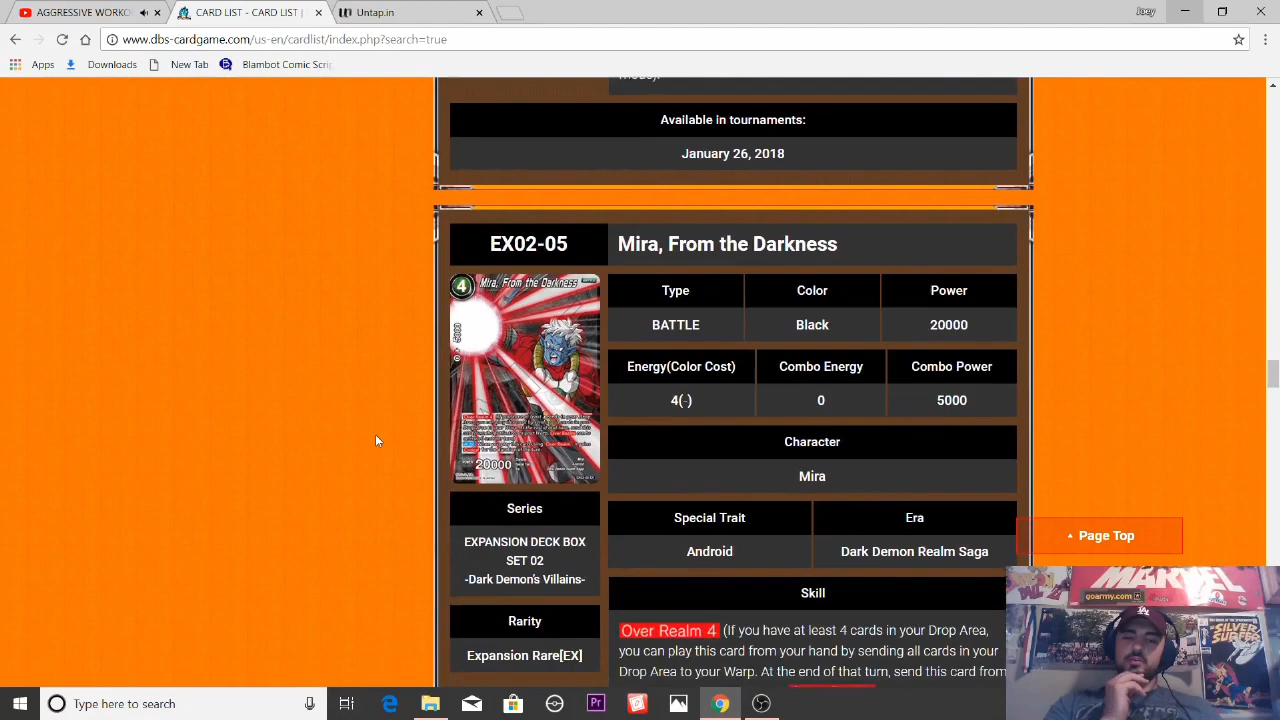 AGGRESSIVE WORKO
CARD LIST - CARD LIST |
Untap.in
Joey
www.dbs-cardgame.com/us-en/cardlist/index.php?search=true
Apps
Downloads
New Tab
Blambot Comic Scri
Available in tournaments:
January 26, 2018
EX02-05
Mira, From the Darkness
4
Mira, From the Darkness
5000
20000
Type
Color
Power
BATTLE
Black
20000
Energy(Color Cost)
Combo Energy
Combo Power
4(-)
0
5000
Character
Mira
Series
EXPANSION DECK BOX
SET 02
-Dark Demon's Villains-
Special Trait
Era
Android
Dark Demon Realm Saga
Page Top
Skill
Rarity
Expansion Rare[EX]
Over Realm 4 (If you have at least 4 cards in your Drop Area,
you can play this card from your hand by sending all cards in your
Drop Area to your Warp. At the end of that turn, send this card from
MARVEL
goarmy.com
SILVER
SURFER
Type here to search